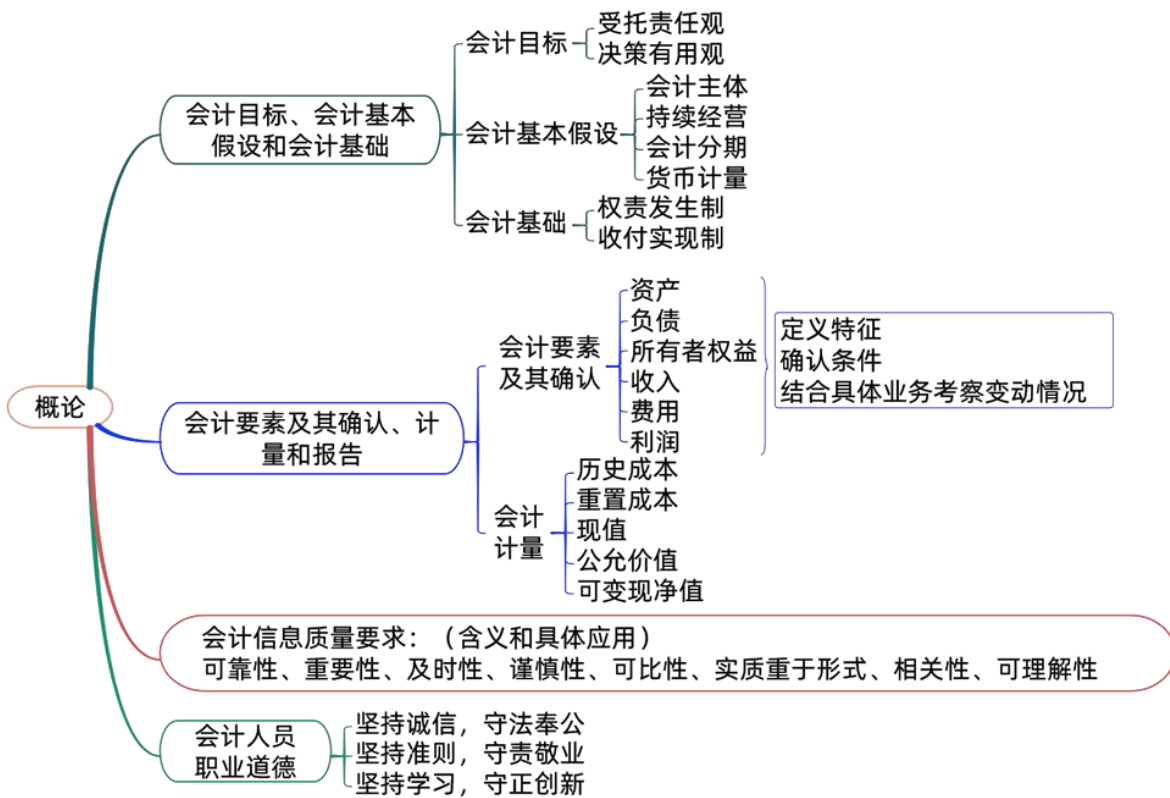 概论
会计目标、会计基本
假设和会计基础
会计目标
受托责任观
决策有用观
会计基本假设
会计主体
持续经营
会计分期
货币计量
会计基础
权责发生制
收付实现制
会计要素及其确认、计
量和报告
会计要素
及其确认
资产
负债
所有者权益
收入
费用
利润
定义特征
确认条件
结合具体业务考察变动情况
会计
计量
历史成本
重置成本
现值
公允价值
可变现净值
会计信息质量要求：（含义和具体应用）
可靠性、重要性、及时性、谨慎性、可比性、实质重于形式、相关性、可理解性
会计人员
职业道德
坚持诚信，守法奉公
坚持准则，守责敬业
坚持学习，守正创新